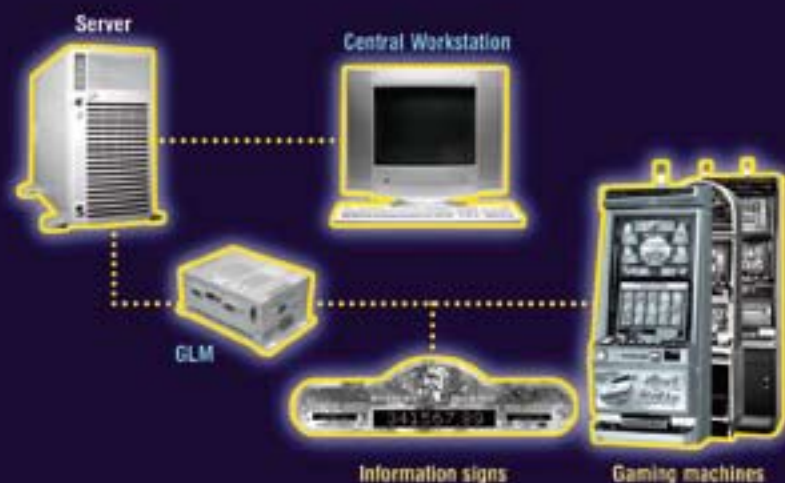 Server
Central Workstation
GLM
Information signs
Gaming machines